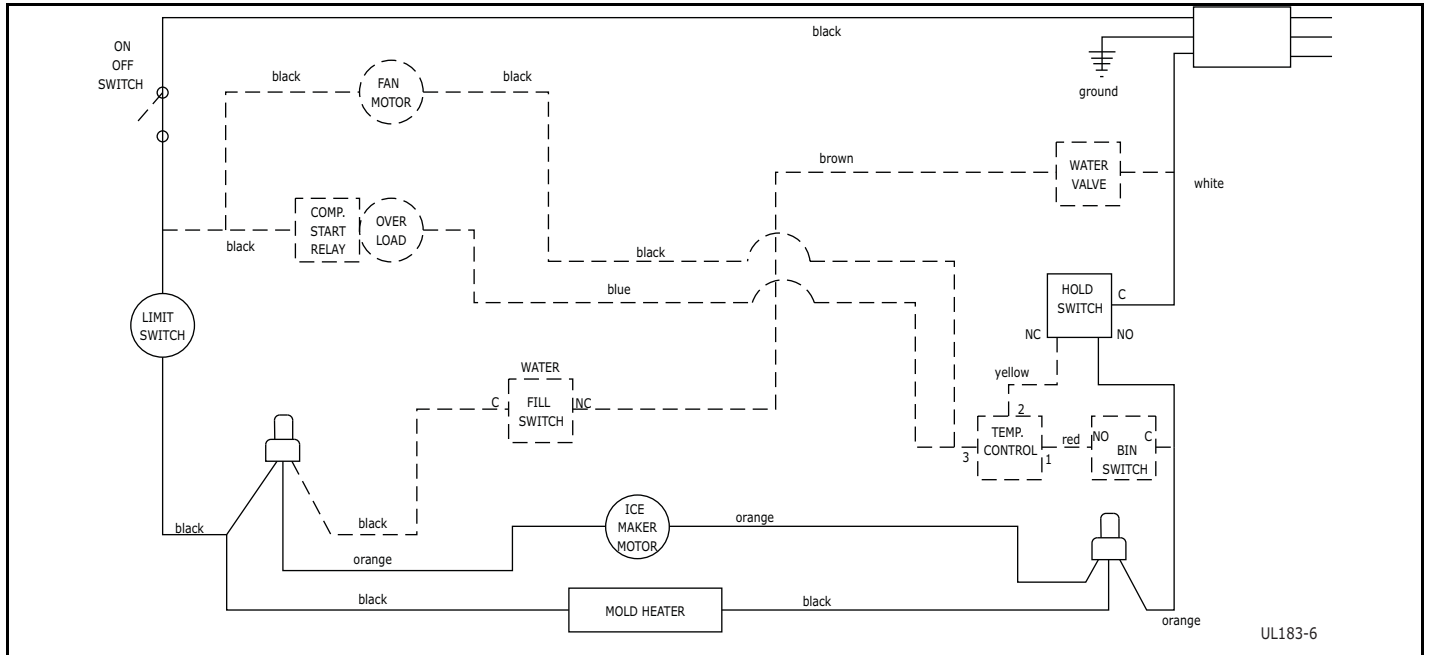 black
ON
OFF
SWITCH
black
FAN
MOTOR
black
ground
brown
WATER
VALVE
white
COMP.
START
RELAY
OVER
LOAD
black
black
blue
HOLD
SWITCH
C
NC
NO
LIMIT
SWITCH
yellow
WATER
C
FILL
SWITCH
NC
2
TEMP.
CONTROL
3
1
red
NO
C
BIN
SWITCH
black
black
orange
ICE
MAKER
MOTOR
orange
black
MOLD HEATER
black
orange
UL183-6